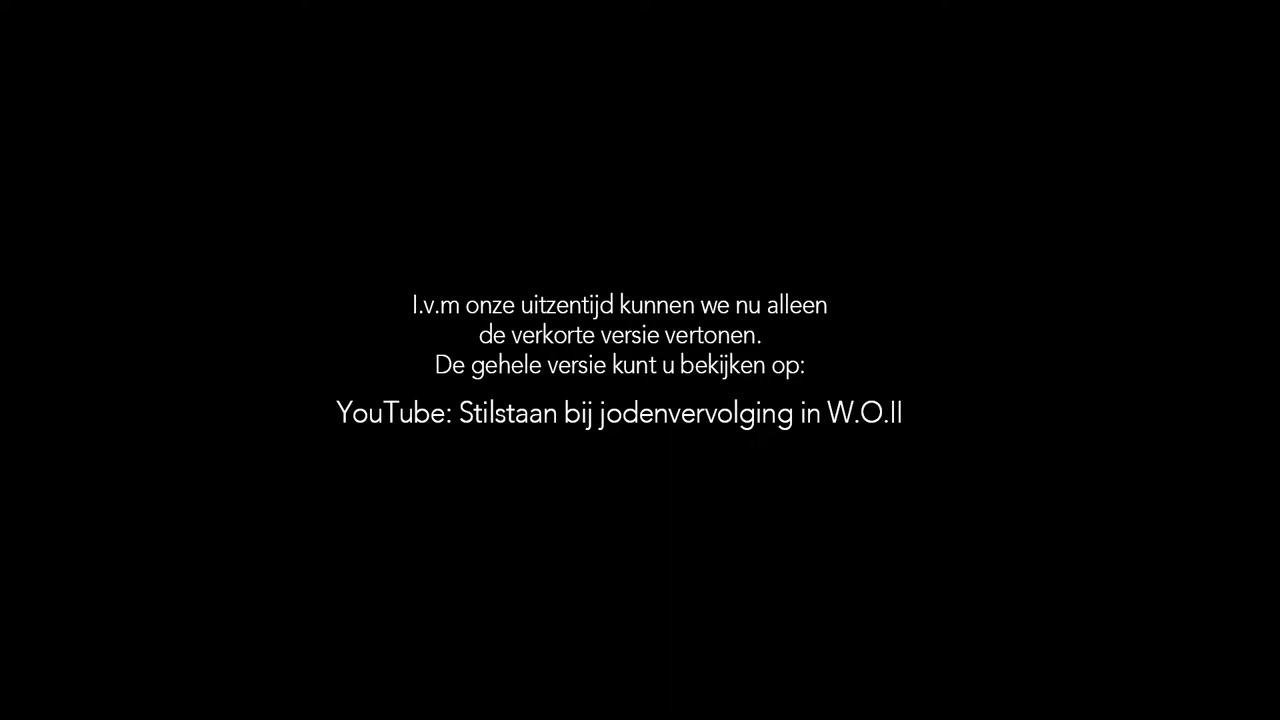 I.v.m onze uitzentijd kunnen we nu alleen
de verkorte versie vertonen.
De gehele versie kunt u bekijken op:
YouTube: Stilstaan bij jodenvervolging in W.O.II